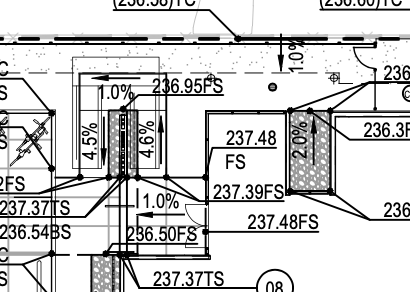 (236.58)TC
(236.60)TC
1.0%
236
1.0%
236.95FS
C
S
236.3F
4.5%
4.6%
237.48
FS
2.0%
2FS
237.39FS
237.37TS
1.0%
236
236.54BS
236.50FS
237.48FS
C
S
237.37TS
08